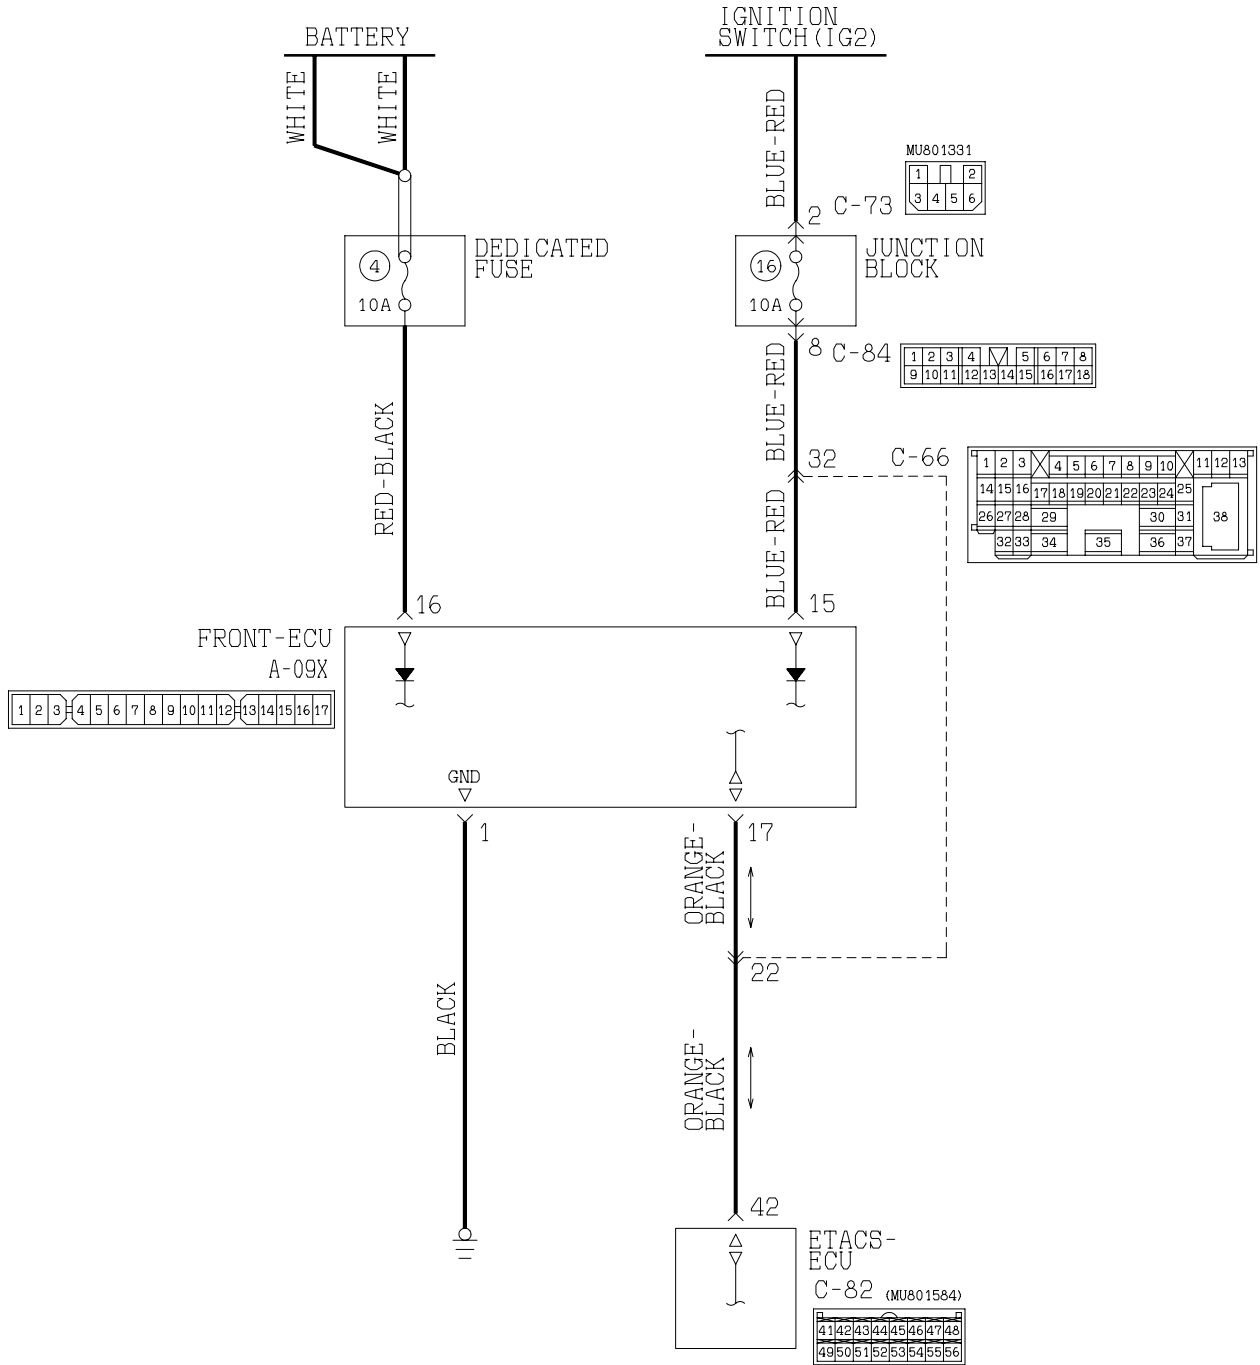 IGNITION
BATTERY
SWITCH(IG2)
WHITE
WHITE
BLUE-RED
MU801331
1 2
3 4 5 6
2
C-73
DEDICATED
FUSE
4
10A
JUNCTION
BLOCK
16
10A
8
C-84
1 2 3 4 5 6 7 8
9 10 11 12 13 14 15 16 17 18
RED-BLACK
BLUE-RED
32
C-66
1 2 3 4 5 6 7 8 9 10 11 12 13
14 15 16 17 18 19 20 21 22 23 24 25
26 27 28 29 30 31 38
32 33 34 35 36 37
BLUE-RED
16
15
FRONT-ECU
A-09X
1 2 3 4 5 6 7 8 9 10 11 12 13 14 15 16 17
GND
1
17
ORANGE-
BLACK
22
BLACK
ORANGE-
BLACK
42
ETACS-
ECU
C-82 (MU801584)
41 42 43 44 45 46 47 48
49 50 51 52 53 54 55 56